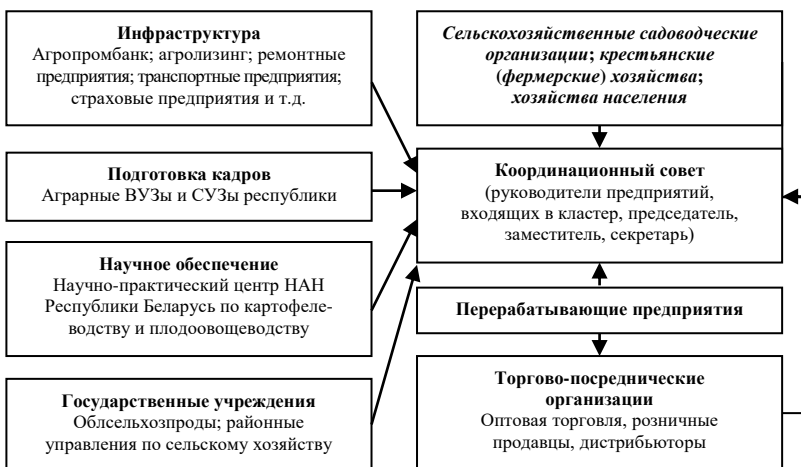 Инфраструктура
Агропромбанк; агролизинг; ремонтные
предприятия; транспортные предприятия;
страховые предприятия и т.д.
Подготовка кадров
Аграрные ВУЗы и СУЗы республики
Научное обеспечение
Научно-практический центр НАН
Республики Беларусь по картофеле-
водству и плодоовощеводству
Государственные учреждения
Облсельхозпроды; районные
управления по сельскому хозяйству
Сельскохозяйственные садоводческие
организации; крестьянские
(фермерские) хозяйства;
хозяйства населения
Координационный совет
(руководители предприятий,
входящих в кластер, председатель,
заместитель, секретарь)
Перерабатывающие предприятия
Торгово-посреднические
организации
Оптовая торговля, розничные
продавцы, дистрибьюторы